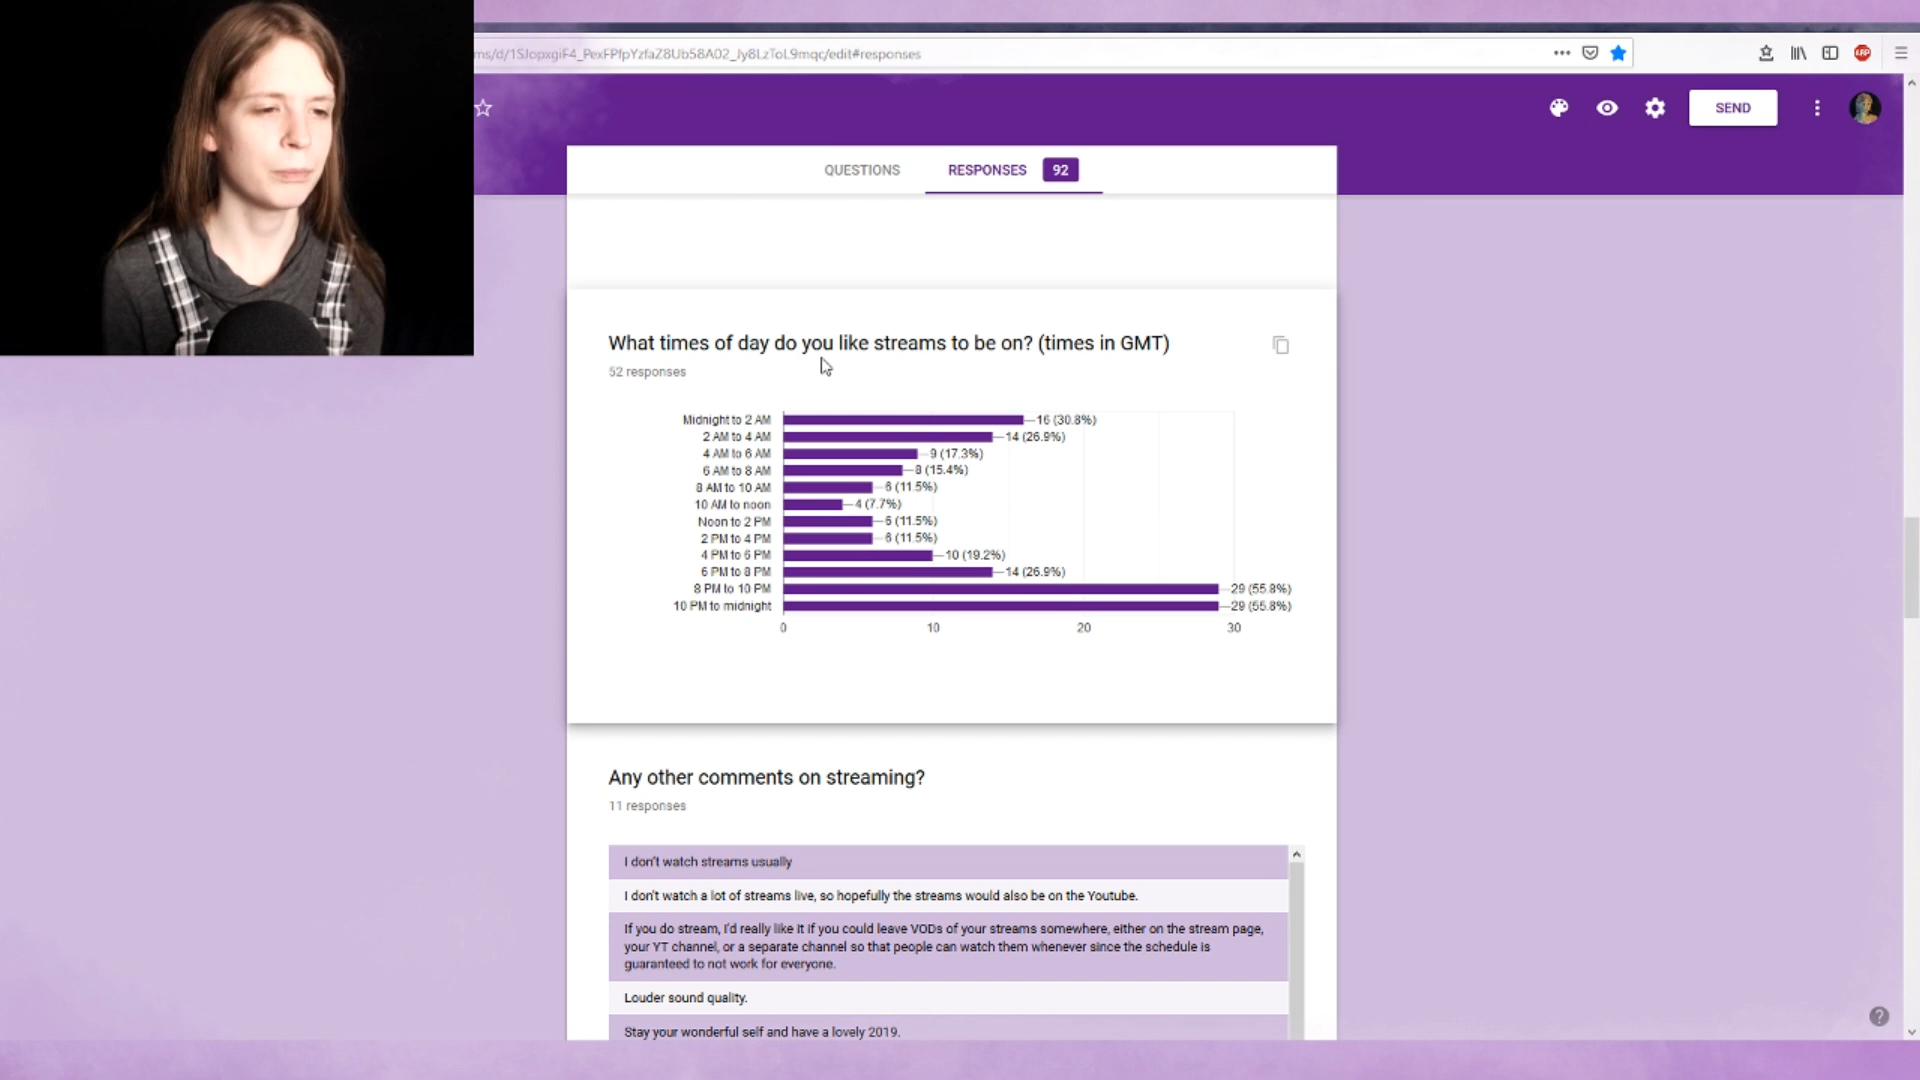 ms/d/1SJopxgiF4_PexFPfpYzfaZ8Ub58A02_Jy8LzToL9mqc/edit#responses
SEND
QUESTIONS RESPONSES 92
What times of day do you like streams to be on? (times in GMT)
52 responses
Midnight to 2 AM 16 (30.8%)
2 AM to 4 AM 14 (26.9%)
4 AM to 6 AM 9 (17.3%)
6 AM to 8 AM 8 (15.4%)
8 AM to 10 AM 6 (11.5%)
10 AM to noon 4 (7.7%)
Noon to 2 PM 6 (11.5%)
2 PM to 4 PM 6 (11.5%)
4 PM to 6 PM 10 (19.2%)
6 PM to 8 PM 14 (26.9%)
8 PM to 10 PM 29 (55.8%)
10 PM to midnight 29 (55.8%)
0 10 20 30
Any other comments on streaming?
11 responses
I don't watch streams usually
I don't watch a lot of streams live, so hopefully the streams would also be on the Youtube.
If you do stream, I'd really like it if you could leave VODs of your streams somewhere, either on the stream page,
your YT channel, or a separate channel so that people can watch them whenever since the schedule is
guaranteed to not work for everyone.
Louder sound quality.
Stay your wonderful self and have a lovely 2019.